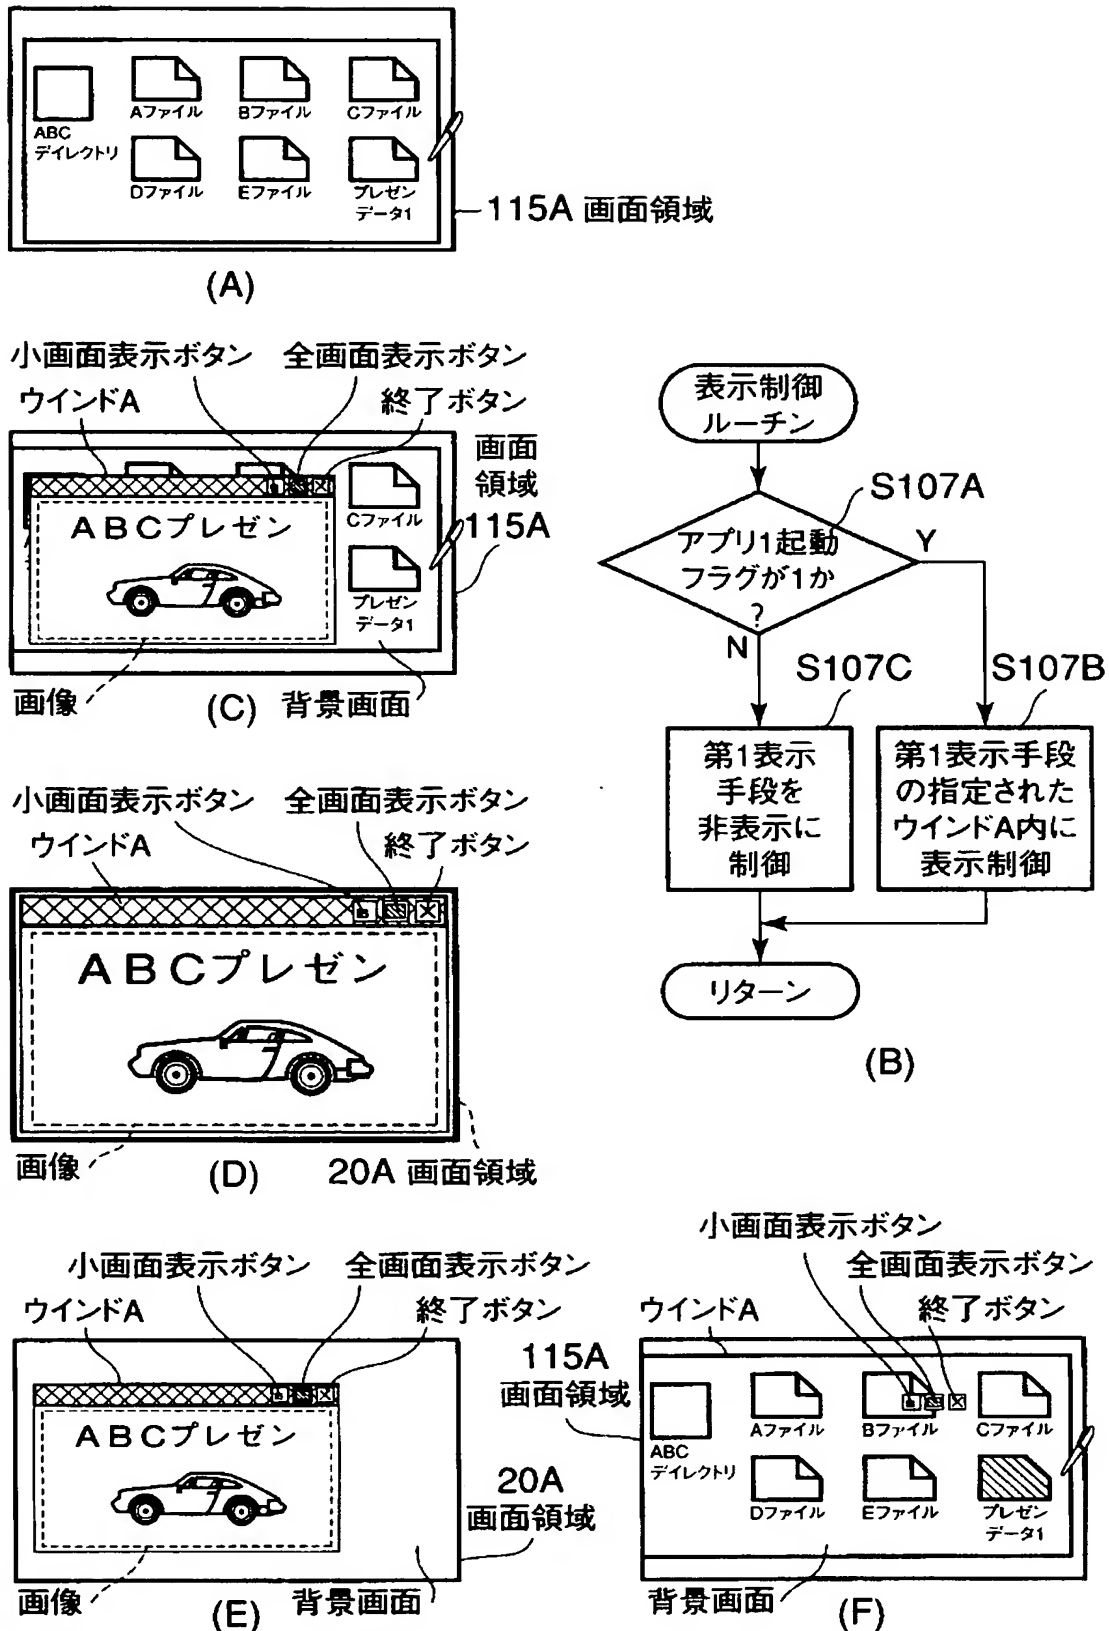 Aファイル
Bファイル
Cファイル
ABC
デイレクトリ
Dファイル
Eファイル
プレゼン
データ1
115A 画面領域
(A)
小画面表示ボタン
全画面表示ボタン
ウインドA
終了ボタン
画面
領域
115A
Cファイル
ABCプレゼン
プレゼン
データ1
画像
(C)
背景画面
表示制御
ルーチン
S107A
アプリ1起動
フラグが1か
?
Y
N
S107C
S107B
第1表示
手段を
非表示に
制御
第1表示手段
の指定された
ウインドA内に
表示制御
リターン
(B)
小画面表示ボタン
全画面表示ボタン
ウインドA
終了ボタン
ABCプレゼン
画像
(D)
20A 画面領域
小画面表示ボタン
全画面表示ボタン
ウインドA
終了ボタン
ABCプレゼン
20A
画面領域
画像
(E)
背景画面
小画面表示ボタン
全画面表示ボタン
ウインドA
終了ボタン
115A
画面領域
Aファイル
Bファイル
Cファイル
ABC
デイレクトリ
Dファイル
Eファイル
プレゼン
データ1
背景画面
(F)